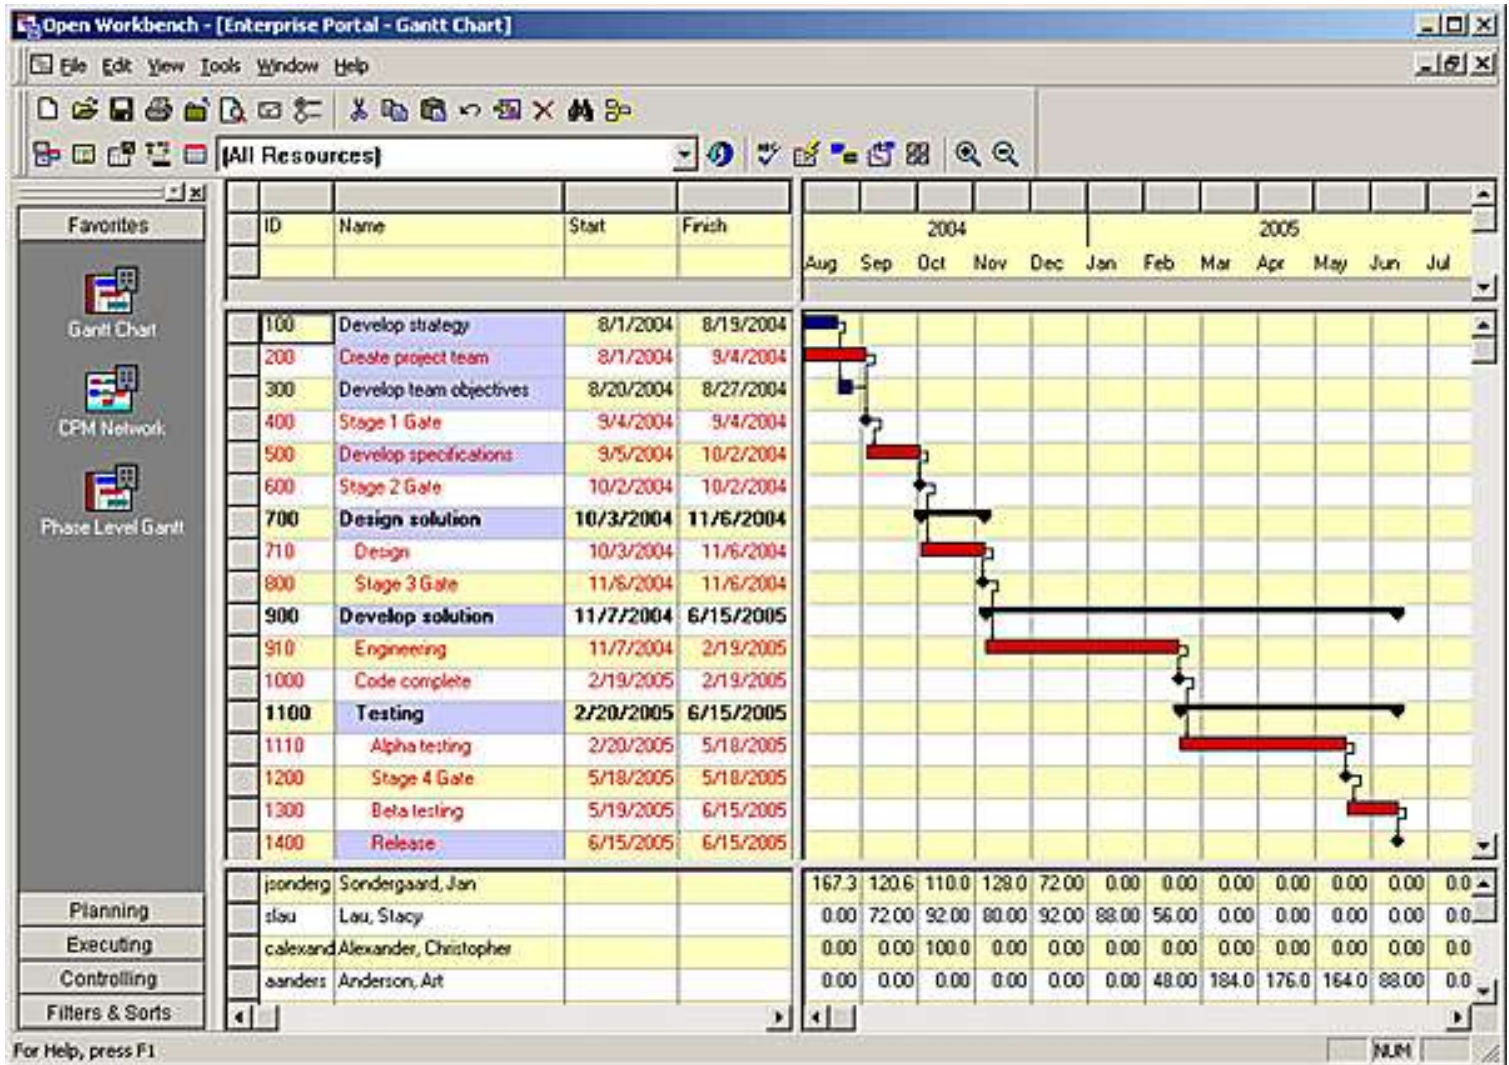 Open Workbench - [Enterprise Portal - Gantt Chart]
File Edit View Tools Window Help
(All Resources)
Favorites
Gantt Chart
CPM Network
Phase Level Gantt
Planning
Executing
Controlling
Filters & Sorts
ID Name Start Finish
2004 2005
Aug Sep Oct Nov Dec Jan Feb Mar Apr May Jun Jul
100 Develop strategy 8/1/2004 8/19/2004
200 Create project team 8/1/2004 9/4/2004
300 Develop team objectives 8/20/2004 8/27/2004
400 Stage 1 Gate 9/4/2004 9/4/2004
500 Develop specifications 9/5/2004 10/2/2004
600 Stage 2 Gate 10/2/2004 10/2/2004
700 Design solution 10/3/2004 11/6/2004
710 Design 10/3/2004 11/6/2004
800 Stage 3 Gate 11/6/2004 11/6/2004
900 Develop solution 11/7/2004 6/15/2005
910 Engineering 11/7/2004 2/19/2005
1000 Code complete 2/19/2005 2/19/2005
1100 Testing 2/20/2005 6/15/2005
1110 Alpha testing 2/20/2005 5/18/2005
1200 Stage 4 Gate 5/18/2005 5/18/2005
1300 Beta testing 5/19/2005 6/15/2005
1400 Release 6/15/2005 6/15/2005
jsonderg Sondergaard, Jan 167.3 120.6 110.0 128.0 72.00 0.00 0.00 0.00 0.00 0.00 0.00 0.0
slau Lau, Stacy 0.00 72.00 92.00 80.00 92.00 88.00 56.00 0.00 0.00 0.00 0.00 0.0
calexand Alexander, Christopher 0.00 0.00 100.0 0.00 0.00 0.00 0.00 0.00 0.00 0.00 0.00 0.0
aanders Anderson, Art 0.00 0.00 0.00 0.00 0.00 0.00 48.00 184.0 176.0 164.0 88.00 0.0
For Help, press F1
NUM